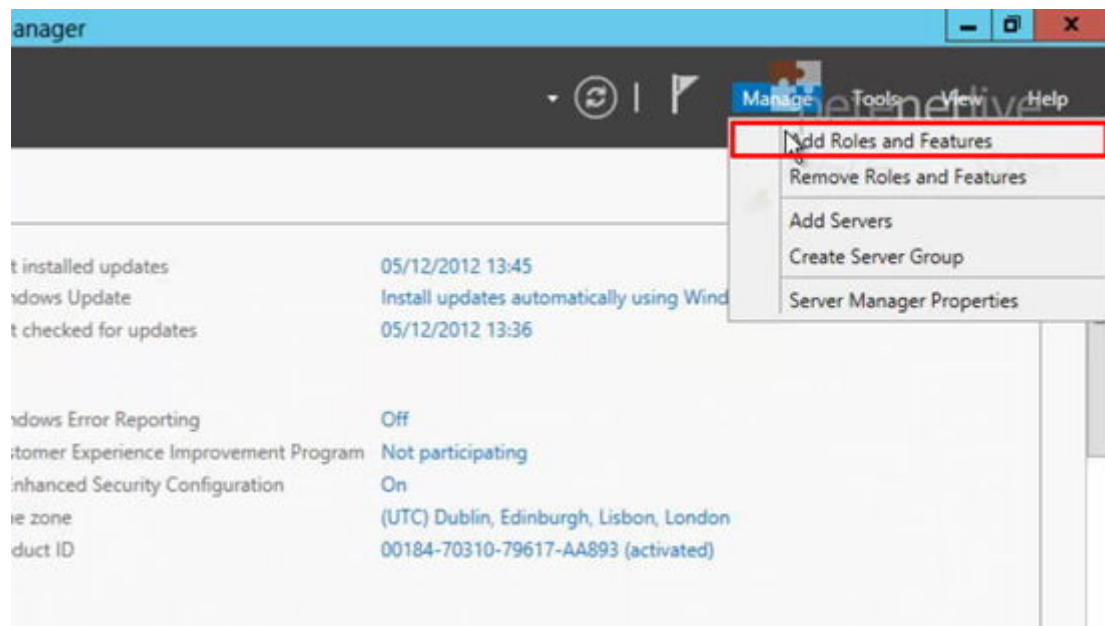 anager
Manage Tools View Help
Add Roles and Features
Remove Roles and Features
Add Servers
Create Server Group
Server Manager Properties
t installed updates 05/12/2012 13:45
ndows Update Install updates automatically using Wind
t checked for updates 05/12/2012 13:36
ndows Error Reporting Off
stomer Experience Improvement Program Not participating
Enhanced Security Configuration On
ne zone (UTC) Dublin, Edinburgh, Lisbon, London
duct ID 00184-70310-79617-AA893 (activated)